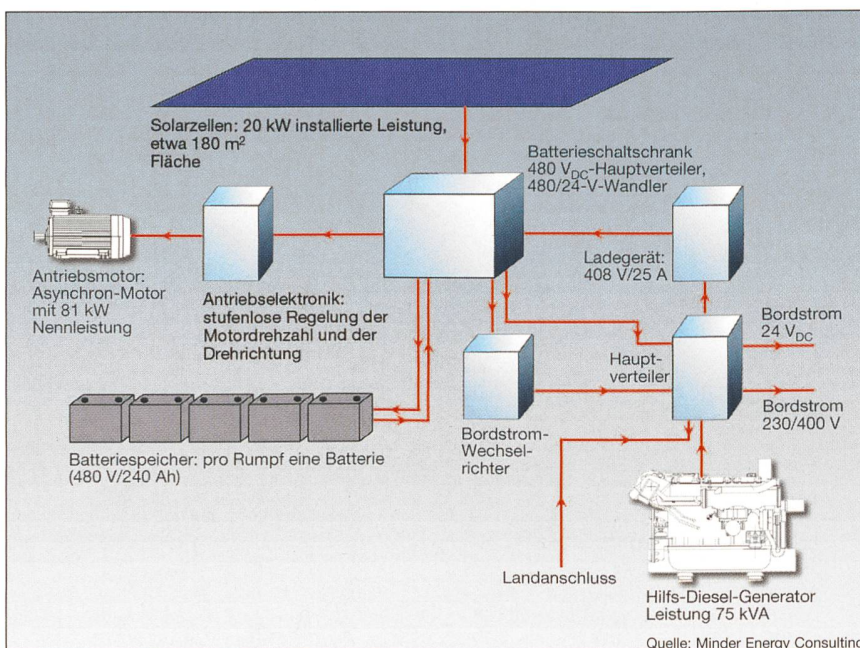 Solarzellen: 20 kW installierte Leistung,
etwa 180 m²
Fläche
Batterieschaltschrank
480 V_DC-Hauptverteiler,
480/24-V-Wandler
Ladegerät:
408 V/25 A
Antriebsmotor:
Asynchron-Motor
mit 81 kW
Nennleistung
Antriebselektronik:
stufenlose Regelung der
Motordrehzahl und der
Drehrichtung
Bordstrom
24 V_DC
Haupt-
verteiler
Bordstrom
230/400 V
Bordstrom-
Wechsel-
richter
Batteriespeicher: pro Rumpf eine Batterie
(480 V/240 Ah)
Landanschluss
Hilfs-Diesel-Generator
Leistung 75 kVA
Quelle: Minder Energy Consulting